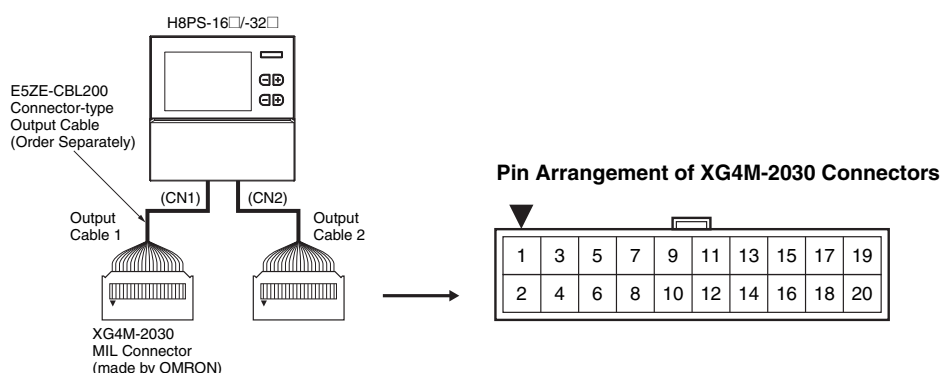 H8PS-16□/-32□
E5ZE-CBL200
Connector-type
Output Cable
(Order Separately)
(CN1)
(CN2)
Output
Cable 1
Output
Cable 2
XG4M-2030
MIL Connector
(made by OMRON)
Pin Arrangement of XG4M-2030 Connectors
1 3 5 7 9 11 13 15 17 19
2 4 6 8 10 12 14 16 18 20